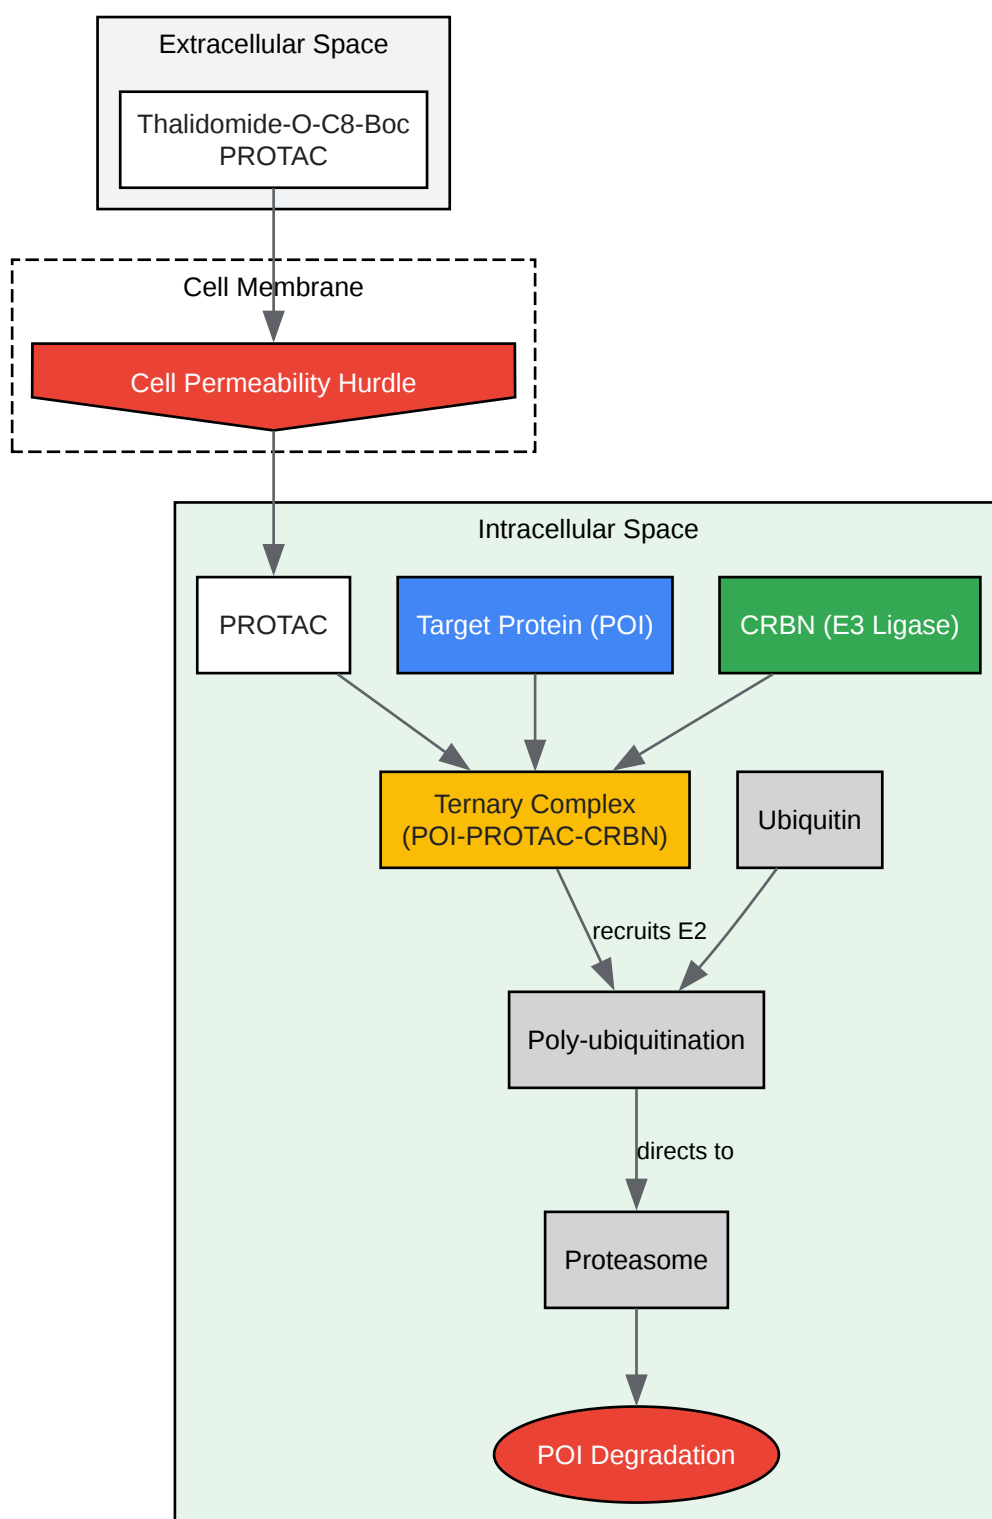 Extracellular Space
Thalidomide-O-C8-Boc
PROTAC
Cell Membrane
Cell Permeability Hurdle
Intracellular Space
PROTAC
Target Protein (POI)
CRBN (E3 Ligase)
Ternary Complex
(POI-PROTAC-CRBN)
Ubiquitin
recruits E2
Poly-ubiquitination
directs to
Proteasome
POI Degradation